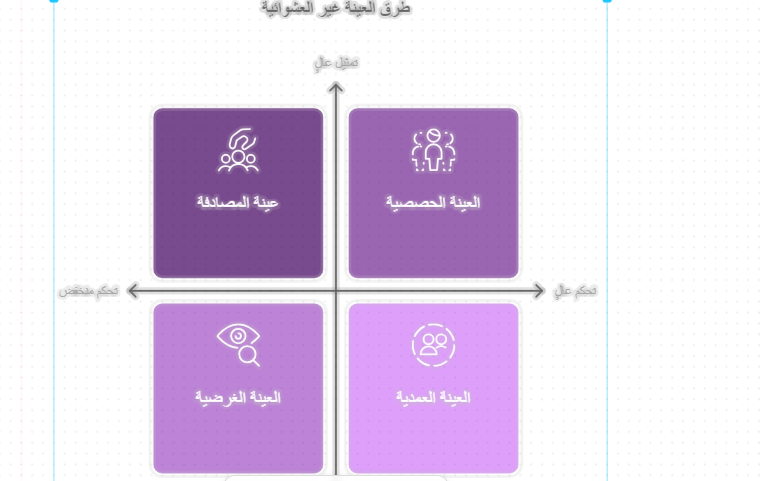 طرق العينة غير العشوائية
تمثيل عالٍ
العينة الحصصية
عينة المصادفة
تحكم عالٍ
تحكم منخفض
العينة العمدية
العينة الغرضية